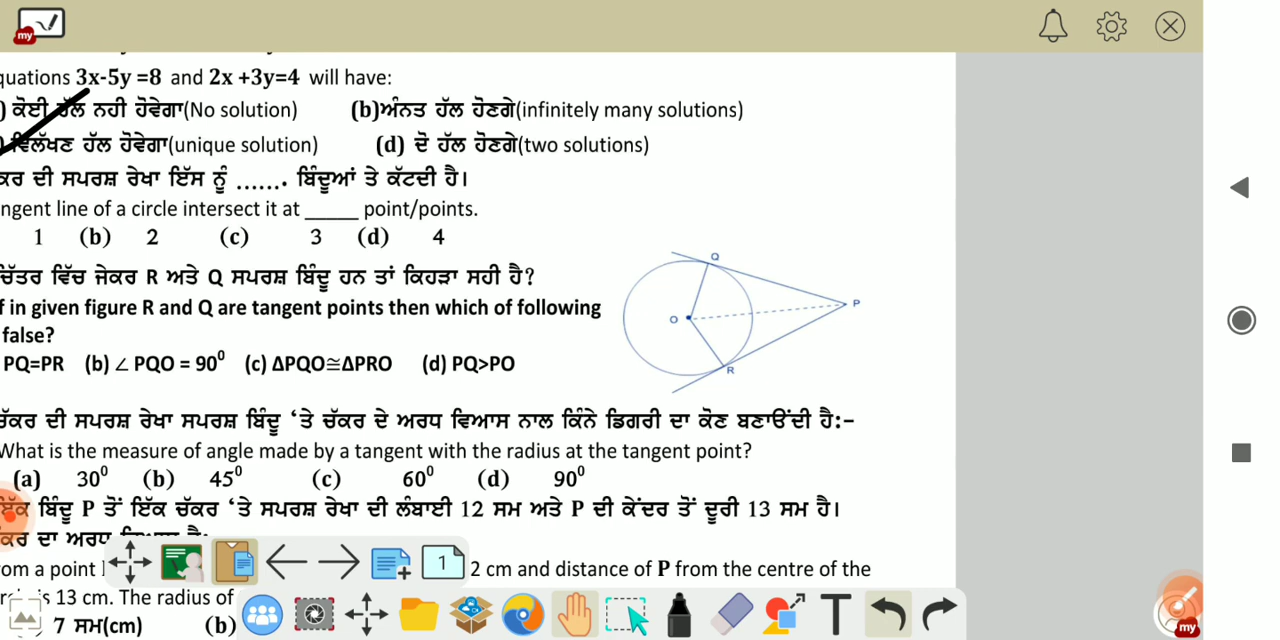 my
quations 3x-5y =8 and 2x +3y=4 will have:
) ਕੋਈ ਹੱਲ ਨਹੀ ਹੋਵੇਗਾ(No solution) (b)ਅੰਨਤ ਹੱਲ ਹੋਣਗੇ(infinitely many solutions)
) ਵਿਲੱਖਣ ਹੱਲ ਹੋਵੇਗਾ(unique solution) (d) ਦੋ ਹੱਲ ਹੋਣਗੇ(two solutions)
ਕਰ ਦੀ ਸਪਰਸ਼ ਰੇਖਾ ਇੱਸ ਨੂੰ ....... ਬਿੰਦੂਆਂ ਤੇ ਕੱਟਦੀ ਹੈ।
ngent line of a circle intersect it at _____ point/points.
1 (b) 2 (c) 3 (d) 4
ਚਿੱਤਰ ਵਿੱਚ ਜੇਕਰ R ਅਤੇ Q ਸਪਰਸ਼ ਬਿੰਦੂ ਹਨ ਤਾਂ ਕਿਹੜਾ ਸਹੀ ਹੈ?
f in given figure R and Q are tangent points then which of following
false?
PQ=PR (b) ∠ PQO = 90⁰ (c) ΔPQO≅ΔPRO (d) PQ>PO
Q
O
P
R
ਚੱਕਰ ਦੀ ਸਪਰਸ਼ ਰੇਖਾ ਸਪਰਸ਼ ਬਿੰਦੂ ‘ਤੇ ਚੱਕਰ ਦੇ ਅਰਧ ਵਿਆਸ ਨਾਲ ਕਿੰਨੇ ਡਿਗਰੀ ਦਾ ਕੋਣ ਬਣਾਉਂਦੀ ਹੈ:-
What is the measure of angle made by a tangent with the radius at the tangent point?
(a) 30⁰ (b) 45⁰ (c) 60⁰ (d) 90⁰
ਇੱਕ ਬਿੰਦੂ P ਤੋਂ ਇੱਕ ਚੱਕਰ ‘ਤੇ ਸਪਰਸ਼ ਰੇਖਾ ਦੀ ਲੰਬਾਈ 12 ਸਮ ਅਤੇ P ਦੀ ਕੇਂਦਰ ਤੋਂ ਦੂਰੀ 13 ਸਮ ਹੈ।
ਕਰ ਦਾ ਅਰਧ ਵਿਆਸ ਹੈ:
1
rom a point 2 cm and distance of P from the centre of the
is 13 cm. The radius of
7 ਸਮ(cm) (b)
T
my